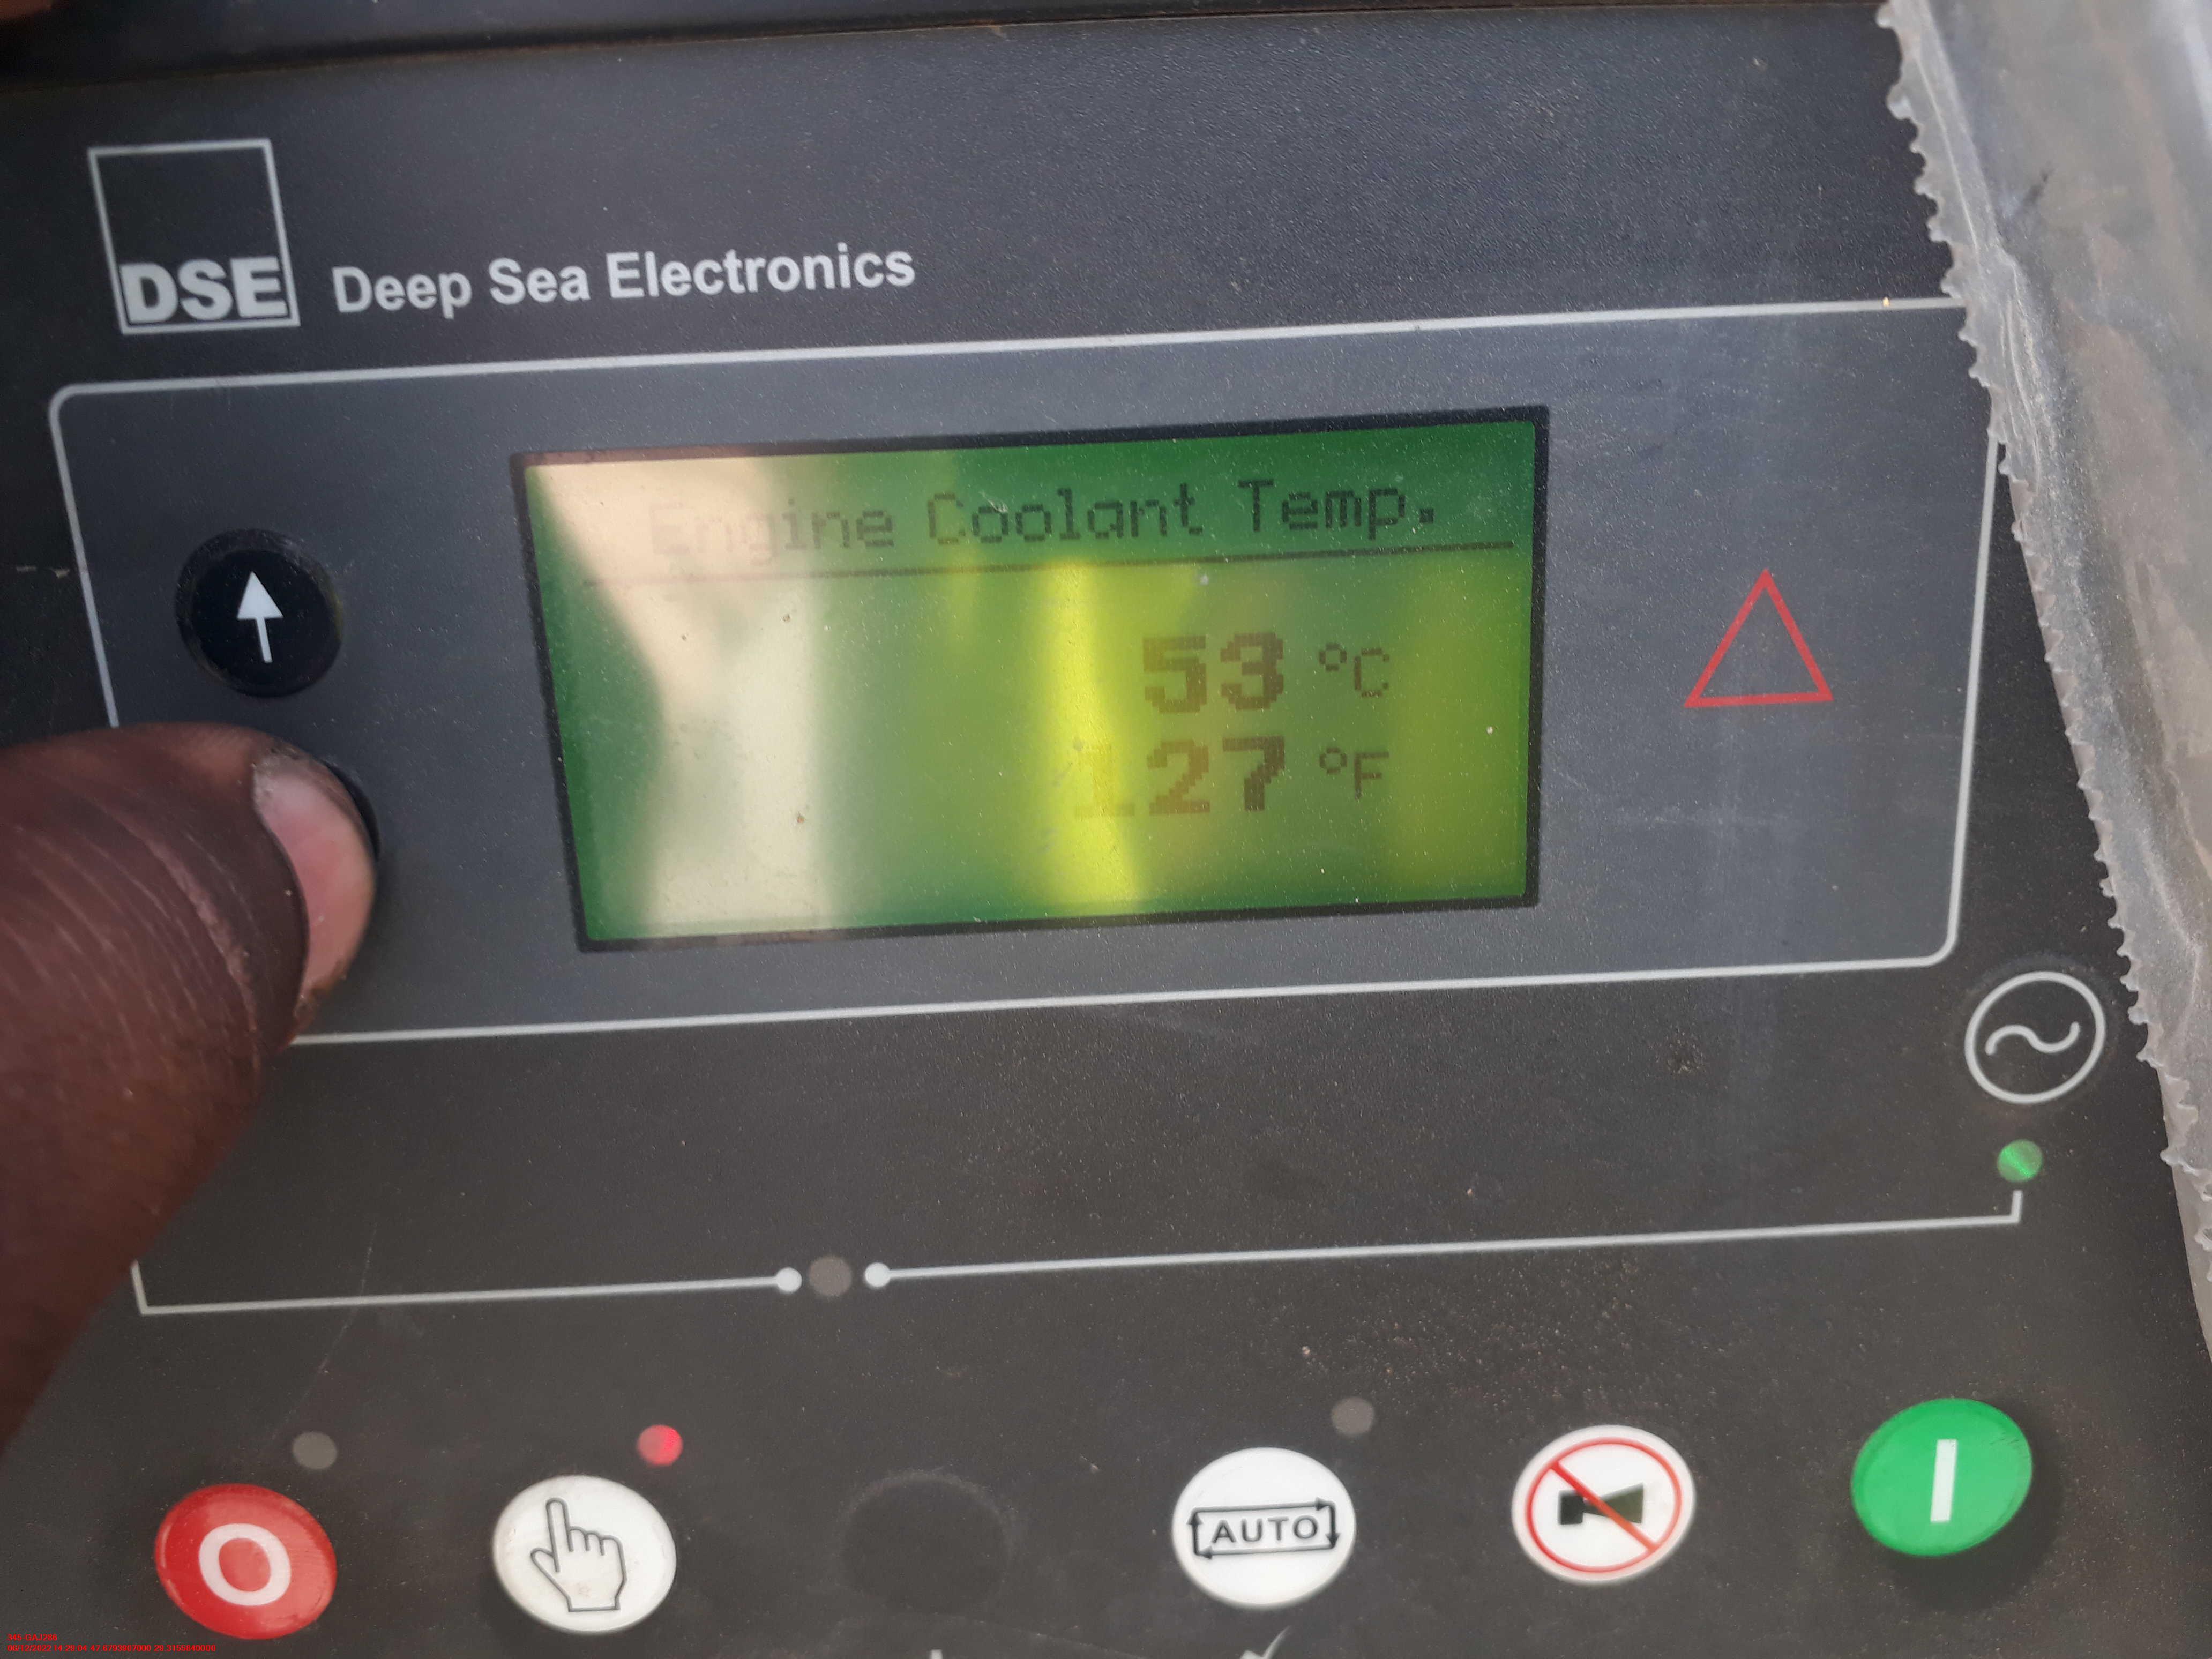 DSE Deep Sea Electronics
Engine Coolant Temp.
53 °C
127 °F
AUTO